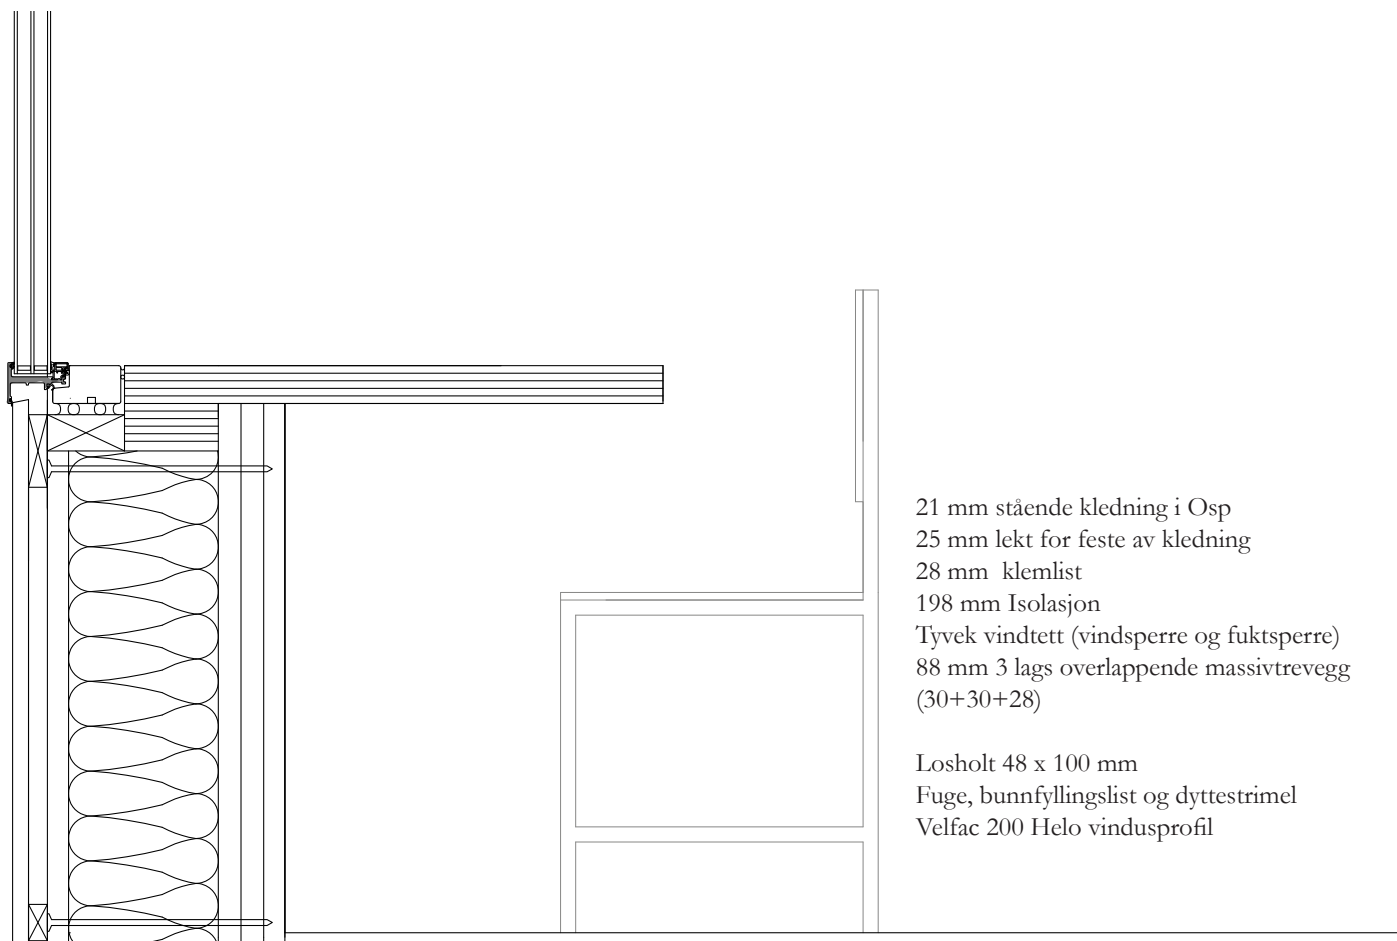 21 mm stående kledning i Osp
25 mm lekt for feste av kledning
28 mm  klemlist
198 mm Isolasjon
Tyvek vindtett (vindsperre og fuktsperre)
88 mm 3 lags overlappende massivtrevegg
(30+30+28)
Losholt 48 x 100 mm
Fuge, bunnfyllingslist og dyttestrimel
Velfac 200 Helo vindusprofil